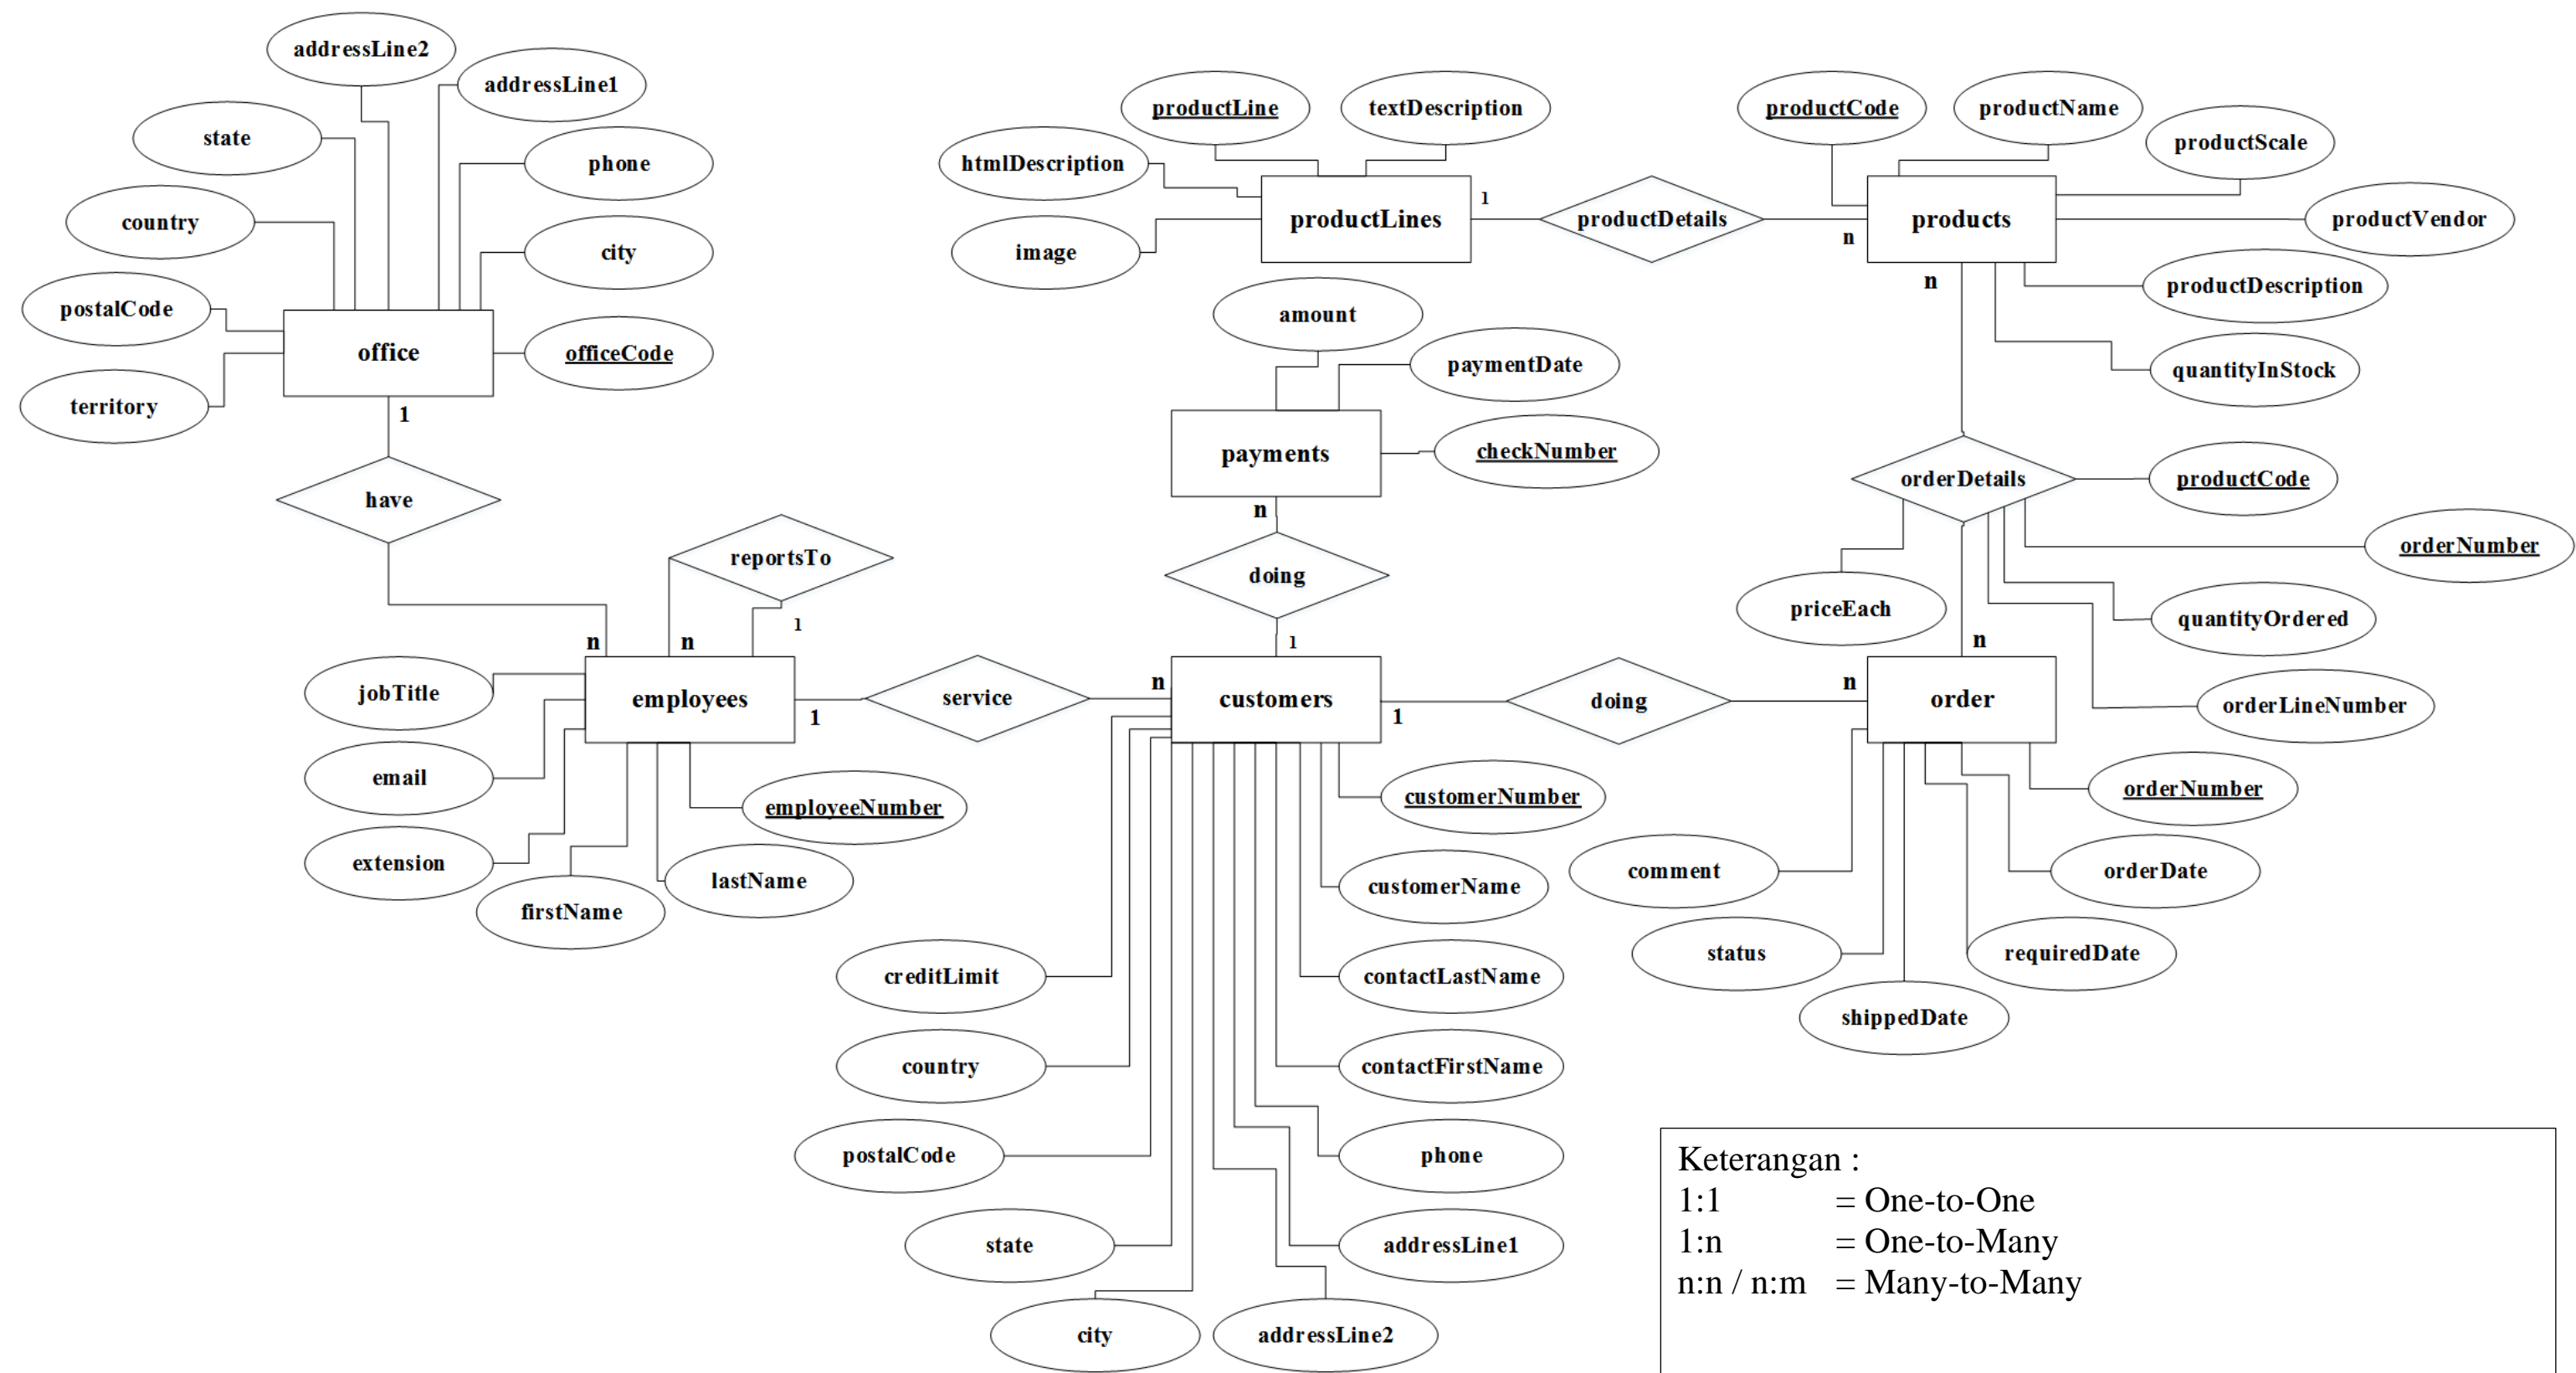 addressLine2
addressLine1
state
phone
country
city
postalCode
office
officeCode
territory
1
have
reportsTo
n
n
1
jobTitle
employees
1
service
n
email
employeeNumber
extension
lastName
firstName
productLine
textDescription
htmlDescription
productLines
1
image
productDetails
n
productCode
productName
productScale
products
productVendor
productDescription
n
quantityInStock
amount
paymentDate
payments
checkNumber
n
doing
1
customers
1
doing
n
orderDetails
productCode
orderNumber
priceEach
quantityOrdered
n
order
orderLineNumber
orderNumber
comment
orderDate
status
requiredDate
shippedDate
customerNumber
customerName
creditLimit
contactLastName
country
contactFirstName
postalCode
phone
state
addressLine1
city
addressLine2
Keterangan :
1:1 = One-to-One
1:n = One-to-Many
n:n / n:m = Many-to-Many